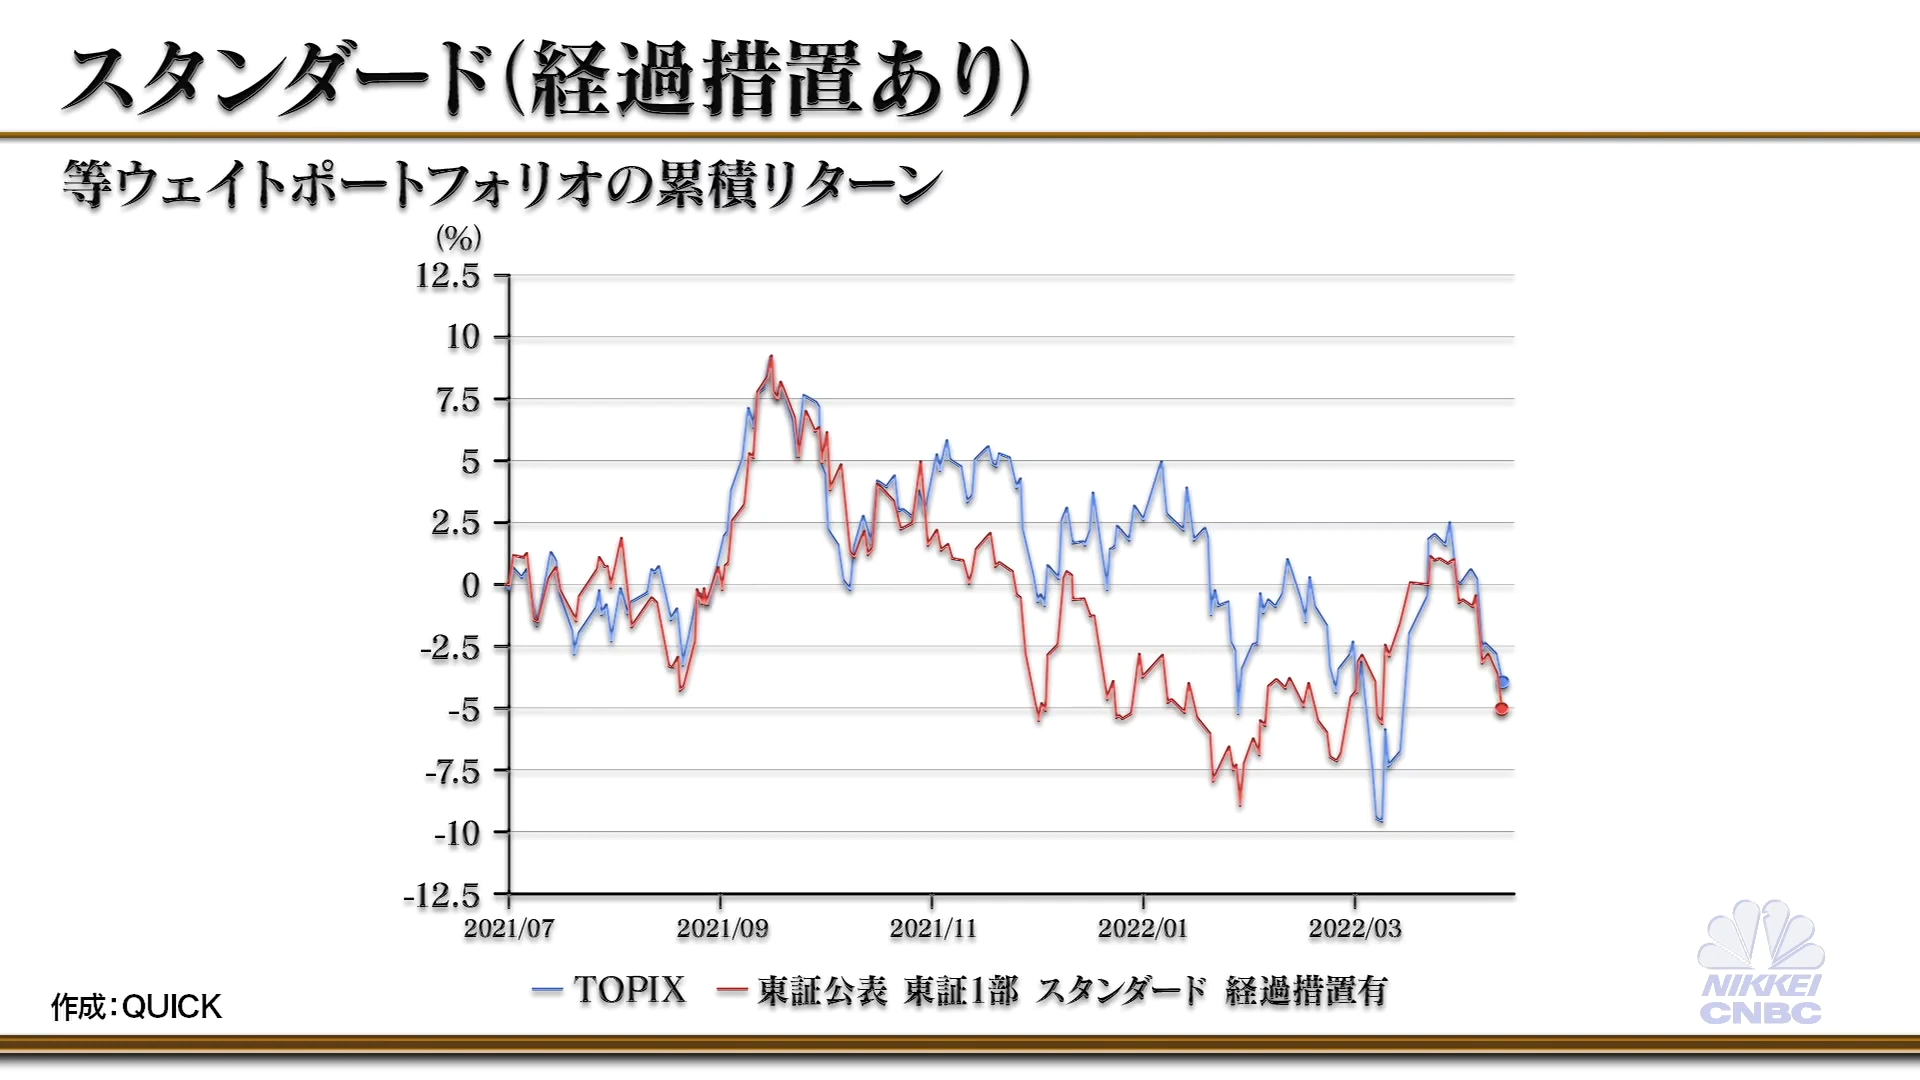 スタンダード(経過措置あり)
等ウェイトポートフォリオの累積リターン
(%)
12.5
10
7.5
5
2.5
0
-2.5
-5
-7.5
-10
-12.5
2021/07 2021/09 2021/11 2022/01 2022/03
TOPIX 東証公表 東証1部 スタンダード 経過措置有
作成:QUICK
NIKKEI
CNBC